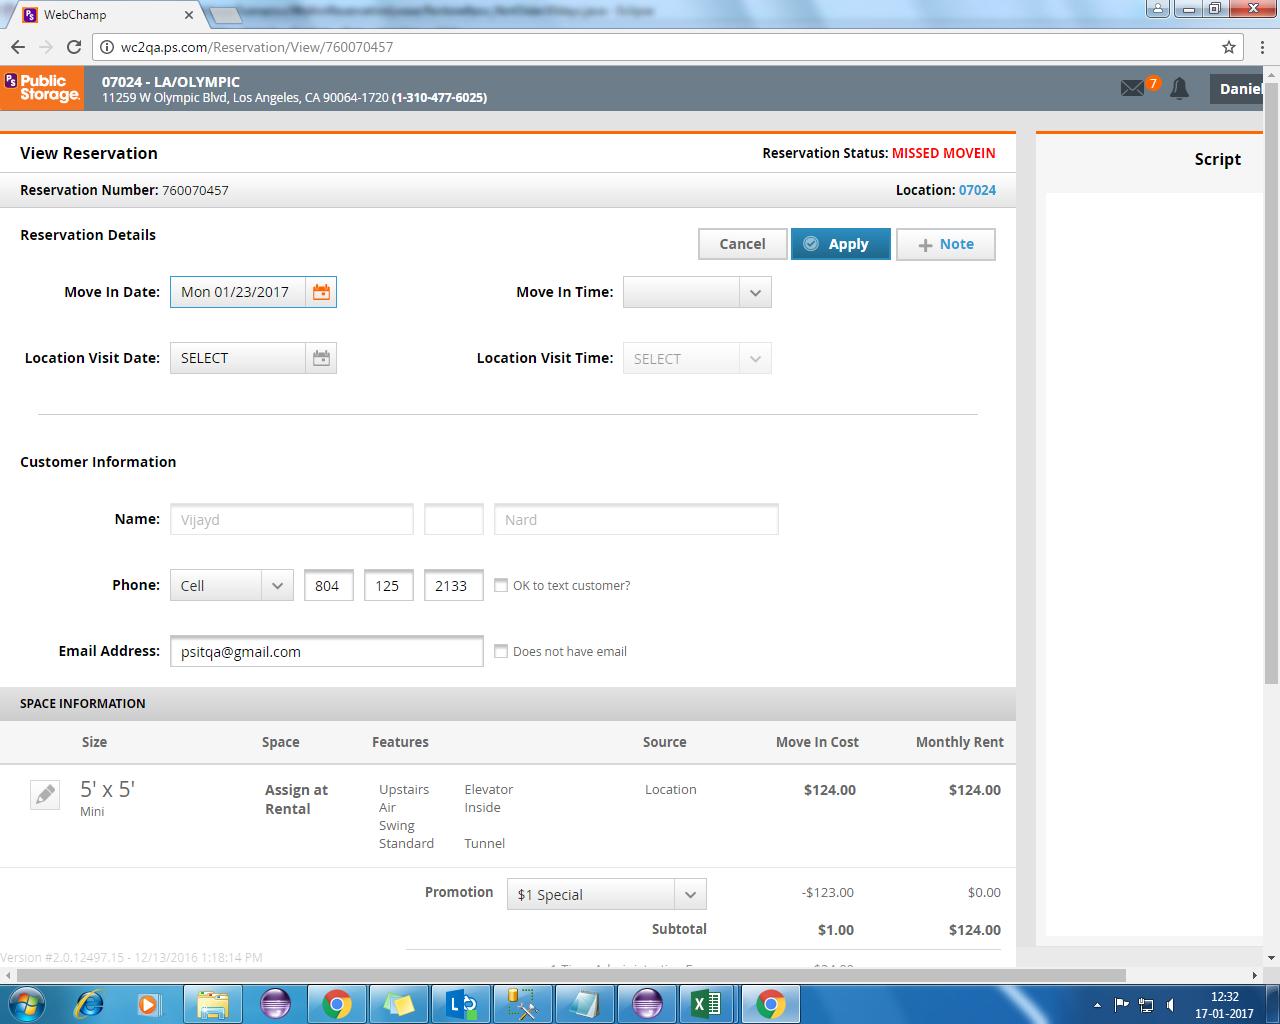 WebChamp
wc2qa.ps.com/Reservation/View/760070457
PS Public Storage.
07024 - LA/OLYMPIC
11259 W Olympic Blvd, Los Angeles, CA 90064-1720 (1-310-477-6025)
7
Daniel
View Reservation
Reservation Status: MISSED MOVEIN
Script
Reservation Number: 760070457
Location: 07024
Reservation Details
Cancel
Apply
+ Note
Move In Date: Mon 01/23/2017
Move In Time:
Location Visit Date: SELECT
Location Visit Time: SELECT
Customer Information
Name: Vijayd Nard
Phone: Cell 804 125 2133 OK to text customer?
Email Address: psitqa@gmail.com Does not have email
SPACE INFORMATION
Size Space Features Source Move In Cost Monthly Rent
5' x 5' Assign at Upstairs Elevator Location $124.00 $124.00
Mini Rental Air Inside
Swing
Standard Tunnel
Promotion $1 Special -$123.00 $0.00
Subtotal $1.00 $124.00
Version #2.0.12497.15 - 12/13/2016 1:18:14 PM
12:32
17-01-2017